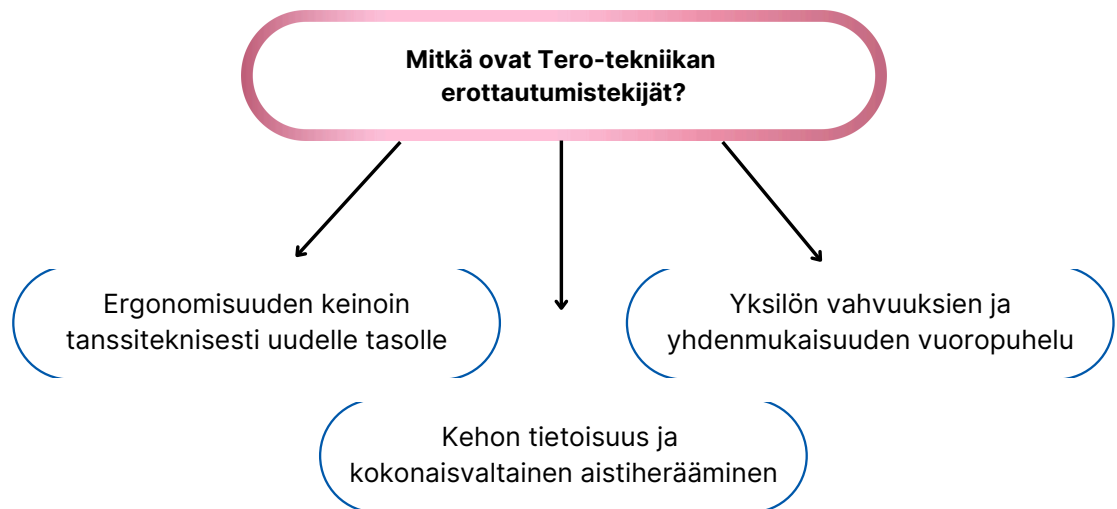 Mitkä ovat Tero-tekniikan
erottautumistekijät?
Ergonomisuuden keinoin
tanssiteknisesti uudelle tasolle
Yksilön vahvuuksien ja
yhdenmukaisuuden vuoropuhelu
Kehon tietoisuus ja
kokonaisvaltainen aistiherääminen